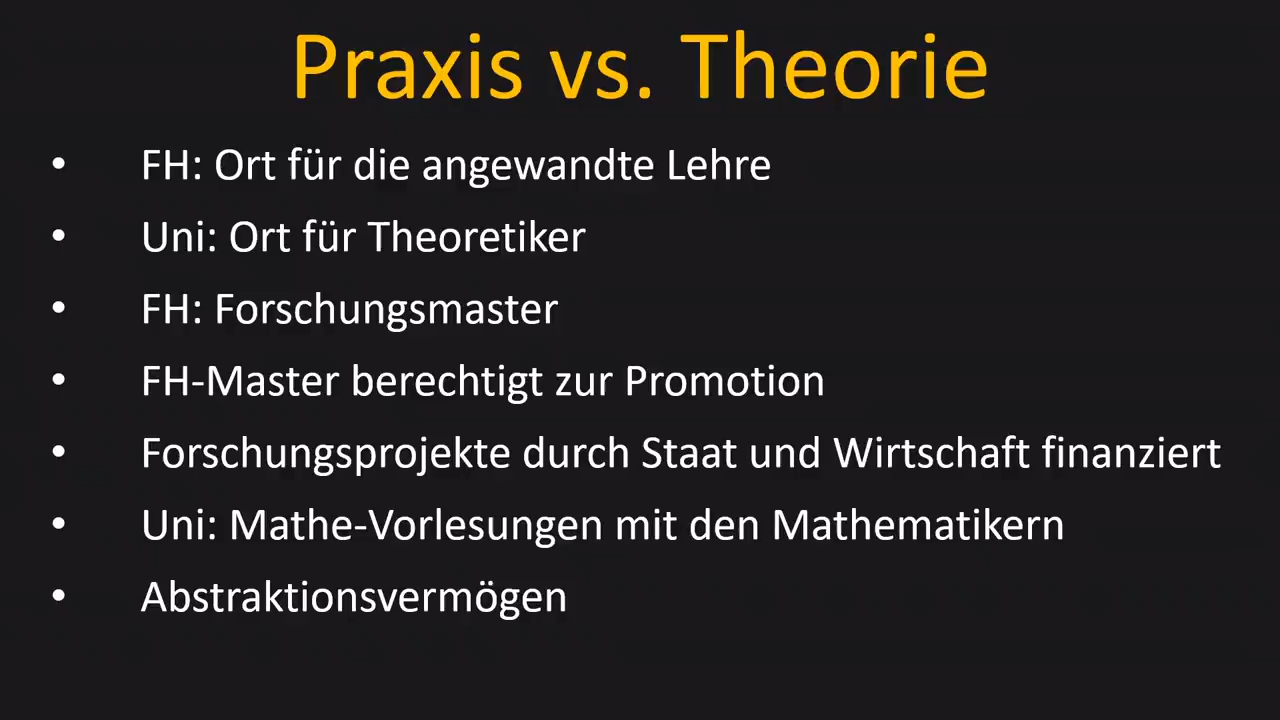 Praxis vs. Theorie
• FH: Ort für die angewandte Lehre
• Uni: Ort für Theoretiker
• FH: Forschungsmaster
• FH-Master berechtigt zur Promotion
• Forschungsprojekte durch Staat und Wirtschaft finanziert
• Uni: Mathe-Vorlesungen mit den Mathematikern
• Abstraktionsvermögen